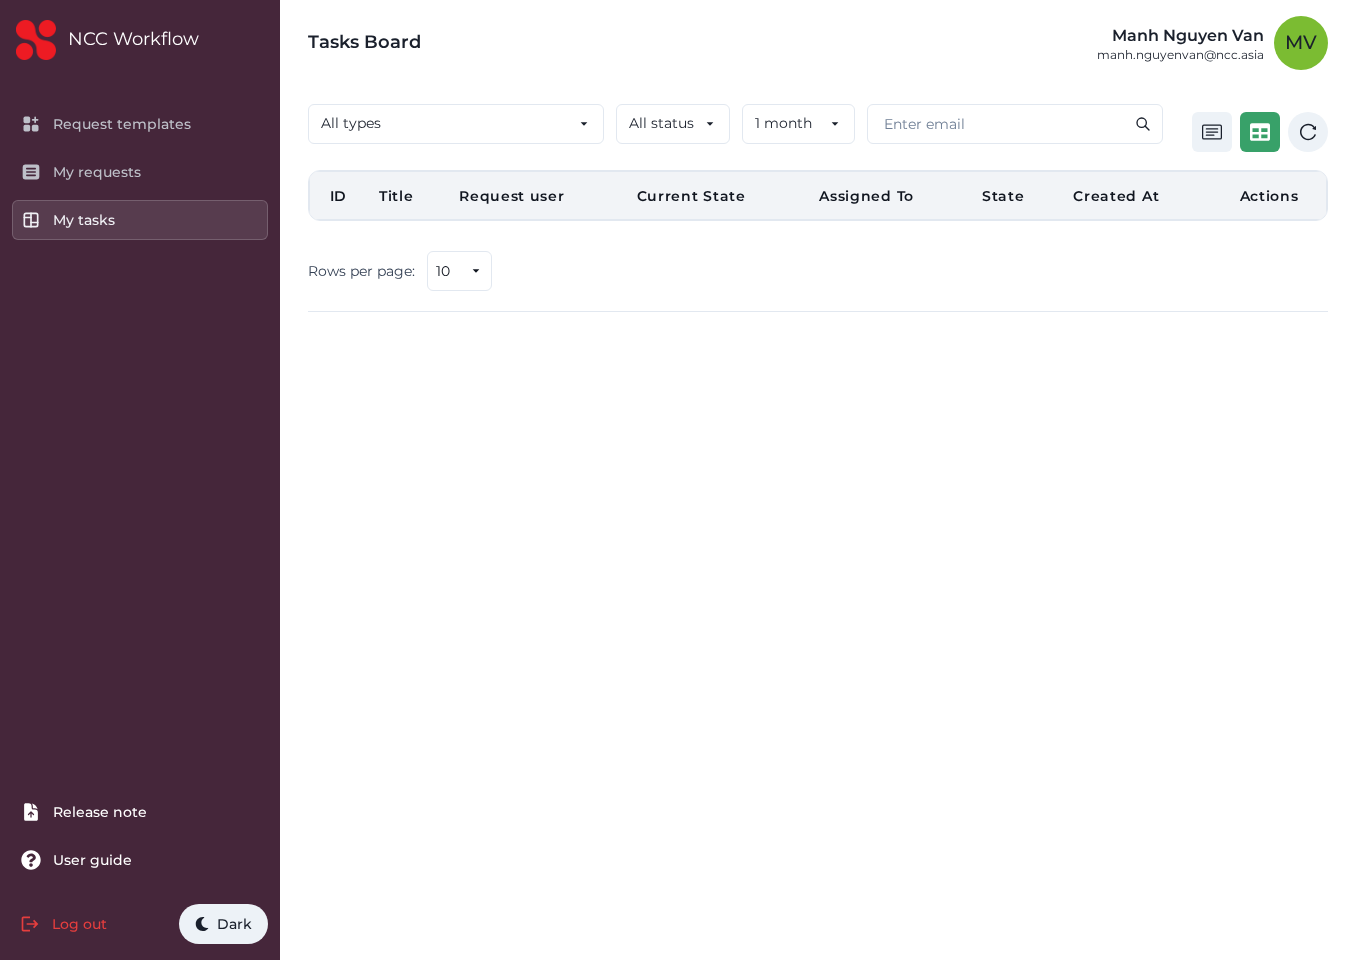 NCC Workflow
Request templates
My requests
My tasks
Release note
User guide
Log out
Dark
Tasks Board
Manh Nguyen Van
manh.nguyenvan@ncc.asia
MV
All types
All status
1 month
Enter email
ID Title Request user Current State Assigned To State Created At Actions
Rows per page: 10